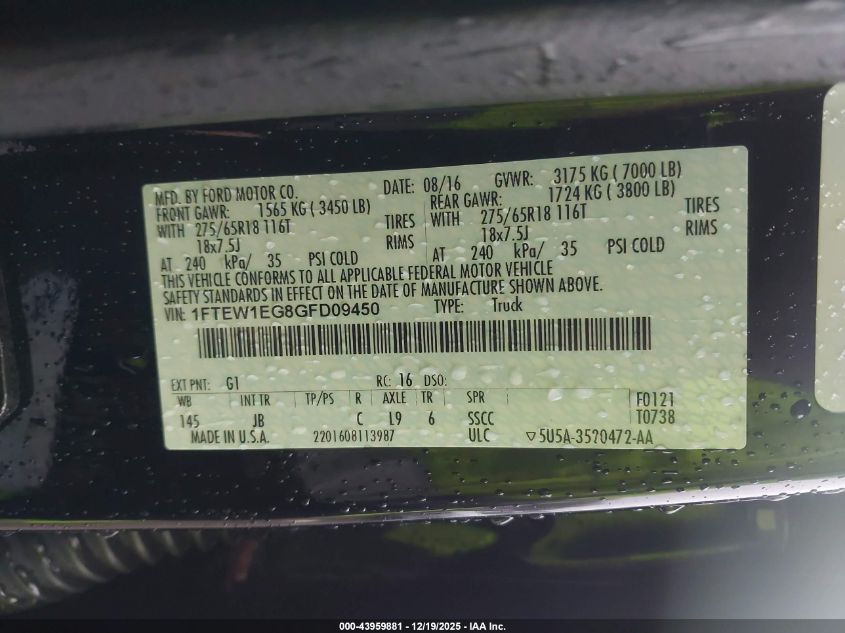 MFD. BY FORD MOTOR CO. DATE: 08/16 GVWR: 3175 KG ( 7000 LB)
FRONT GAWR: 1565 KG ( 3450 LB) REAR GAWR: 1724 KG ( 3800 LB)
WITH 275/65R18 116T TIRES WITH 275/65R18 116T TIRES
18x7.5J RIMS 18x7.5J RIMS
AT 240 kPa/ 35 PSI COLD AT 240 kPa/ 35 PSI COLD
THIS VEHICLE CONFORMS TO ALL APPLICABLE FEDERAL MOTOR VEHICLE
SAFETY STANDARDS IN EFFECT ON THE DATE OF MANUFACTURE SHOWN ABOVE.
VIN: 1FTEW1EG8GFD09450 TYPE: Truck
EXT PNT: G1 RC: 16 DSO:
WB INT TR TP/PS R AXLE TR SPR F0121
145 JB C L9 6 SSCC T0738
MADE IN U.S.A. 2201608113987 ULC ▽5U5A-3520472-AA
000-43959881 - 12/19/2025 - IAA Inc.